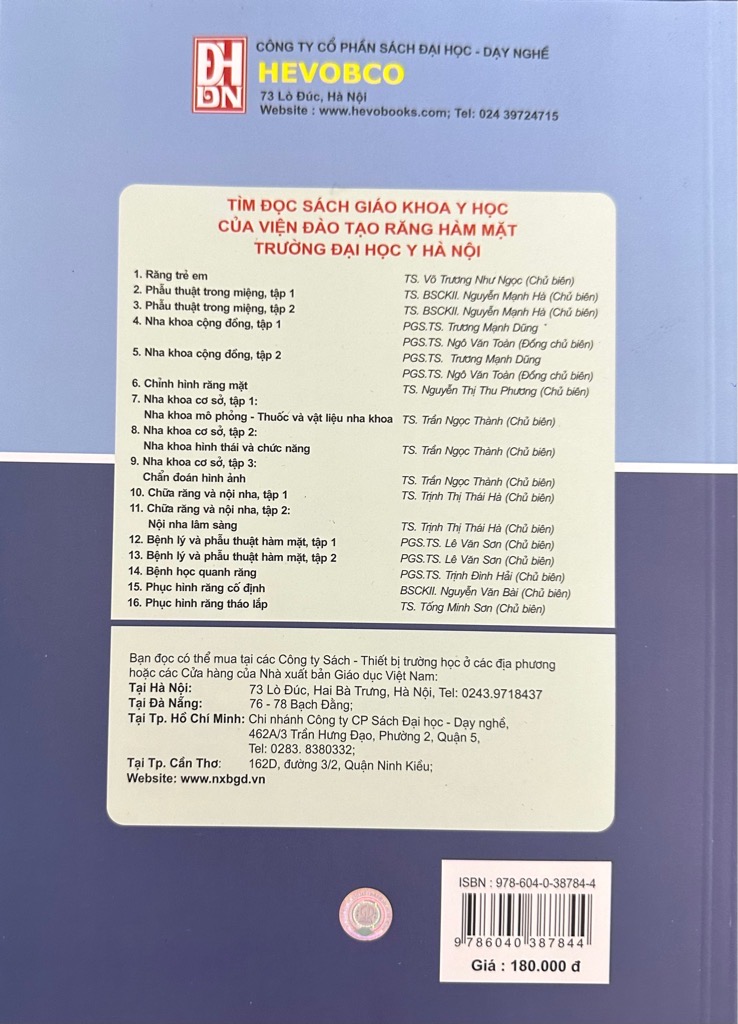 ĐH
DN
CÔNG TY CỔ PHẦN SÁCH ĐẠI HỌC - DẠY NGHỀ
HEVOBCO
73 Lò Đúc, Hà Nội
Website : www.hevobooks.com; Tel: 024 39724715
TÌM ĐỌC SÁCH GIÁO KHOA Y HỌC
CỦA VIỆN ĐÀO TẠO RĂNG HÀM MẶT
TRƯỜNG ĐẠI HỌC Y HÀ NỘI
1. Răng trẻ em TS. Võ Trương Như Ngọc (Chủ biên)
2. Phẫu thuật trong miệng, tập 1 TS. BSCKII. Nguyễn Mạnh Hà (Chủ biên)
3. Phẫu thuật trong miệng, tập 2 TS. BSCKII. Nguyễn Mạnh Hà (Chủ biên)
4. Nha khoa cộng đồng, tập 1 PGS.TS. Trương Mạnh Dũng
PGS.TS. Ngô Văn Toàn (Đồng chủ biên)
5. Nha khoa cộng đồng, tập 2 PGS.TS. Trương Mạnh Dũng
PGS.TS. Ngô Văn Toàn (Đồng chủ biên)
6. Chỉnh hình răng mặt TS. Nguyễn Thị Thu Phương (Chủ biên)
7. Nha khoa cơ sở, tập 1:
Nha khoa mô phỏng - Thuốc và vật liệu nha khoa TS. Trần Ngọc Thành (Chủ biên)
8. Nha khoa cơ sở, tập 2:
Nha khoa hình thái và chức năng TS. Trần Ngọc Thành (Chủ biên)
9. Nha khoa cơ sở, tập 3:
Chẩn đoán hình ảnh TS. Trần Ngọc Thành (Chủ biên)
10. Chữa răng và nội nha, tập 1 TS. Trịnh Thị Thái Hà (Chủ biên)
11. Chữa răng và nội nha, tập 2:
Nội nha lâm sàng TS. Trịnh Thị Thái Hà (Chủ biên)
12. Bệnh lý và phẫu thuật hàm mặt, tập 1 PGS.TS. Lê Văn Sơn (Chủ biên)
13. Bệnh lý và phẫu thuật hàm mặt, tập 2 PGS.TS. Lê Văn Sơn (Chủ biên)
14. Bệnh học quanh răng PGS.TS. Trịnh Đình Hải (Chủ biên)
15. Phục hình răng cố định BSCKII. Nguyễn Văn Bài (Chủ biên)
16. Phục hình răng tháo lắp TS. Tống Minh Sơn (Chủ biên)
Bạn đọc có thể mua tại các Công ty Sách - Thiết bị trường học ở các địa phương
hoặc các Cửa hàng của Nhà xuất bản Giáo dục Việt Nam:
Tại Hà Nội: 73 Lò Đúc, Hai Bà Trưng, Hà Nội, Tel: 0243.9718437
Tại Đà Nẵng: 76 - 78 Bạch Đằng;
Tại Tp. Hồ Chí Minh: Chi nhánh Công ty CP Sách Đại học - Dạy nghề,
462A/3 Trần Hưng Đạo, Phường 2, Quận 5,
Tel: 0283. 8380332;
Tại Tp. Cần Thơ: 162D, đường 3/2, Quận Ninh Kiều;
Website: www.nxbgd.vn
ISBN : 978-604-0-38784-4
9 786040 387844
Giá : 180.000 đ